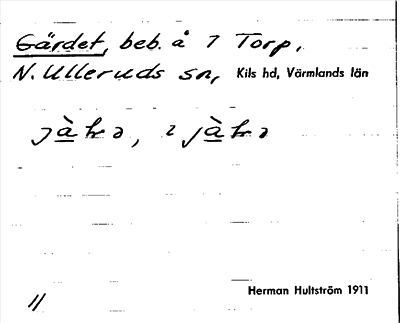 Gärdet, beb. å 7 Torp,
N. Ulleruds sn, Kils hd, Värmlands län
Herman Hultström 1911
11